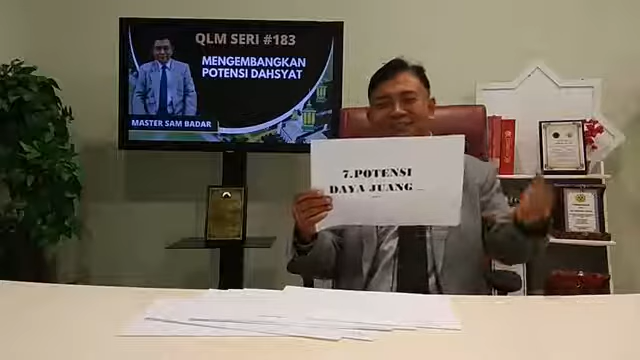 QLM SERI #183
MENGEMBANGKAN
POTENSI DAHSYAT
MASTER SAM BADAR
7. POTENSI
DAYA JUANG